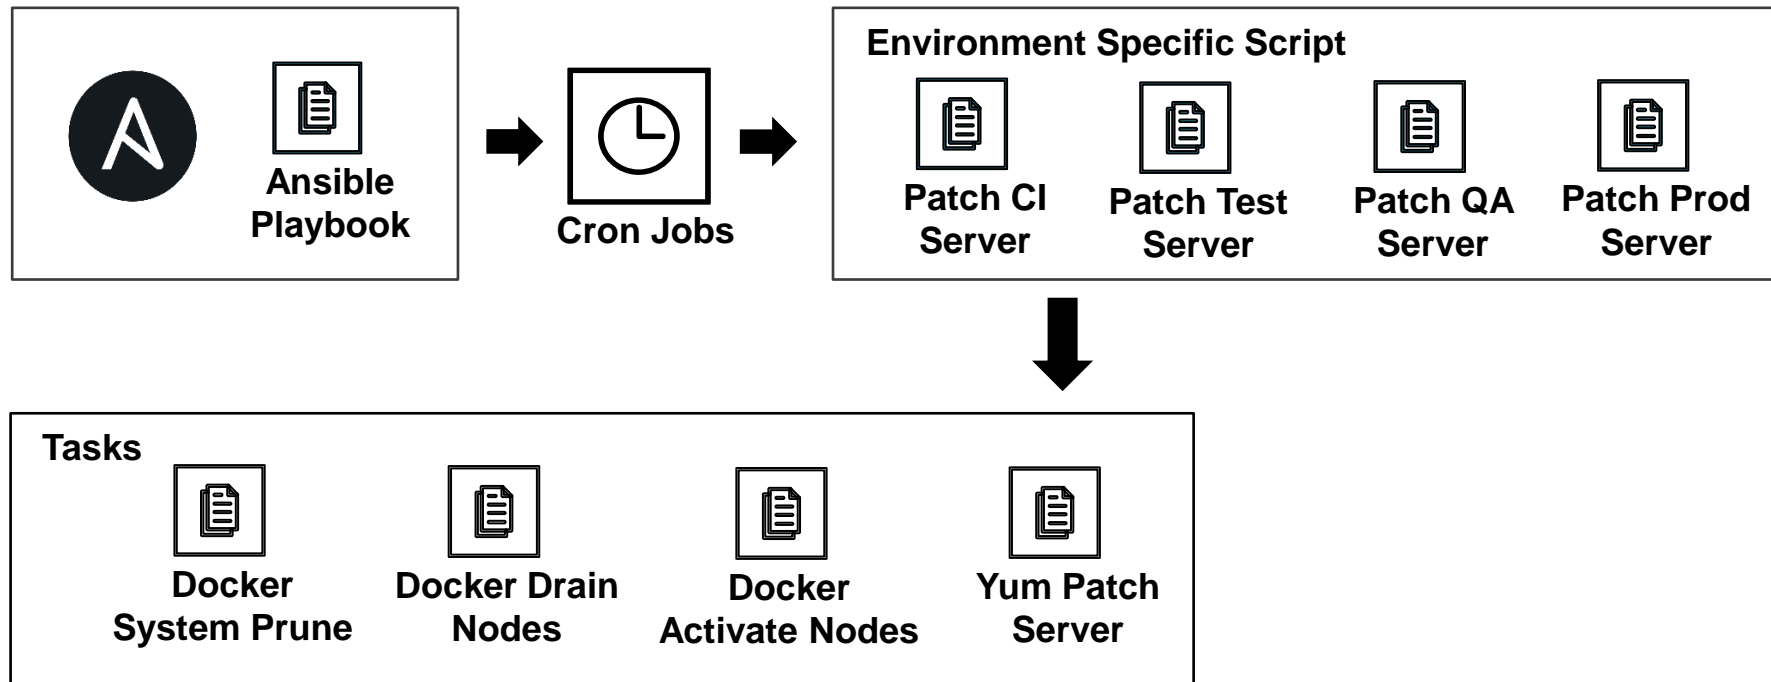 Ansible
Playbook
Cron Jobs
Environment Specific Script
Patch CI
Server
Patch Test
Server
Patch QA
Server
Patch Prod
Server
Tasks
Docker
System Prune
Docker Drain
Nodes
Docker
Activate Nodes
Yum Patch
Server